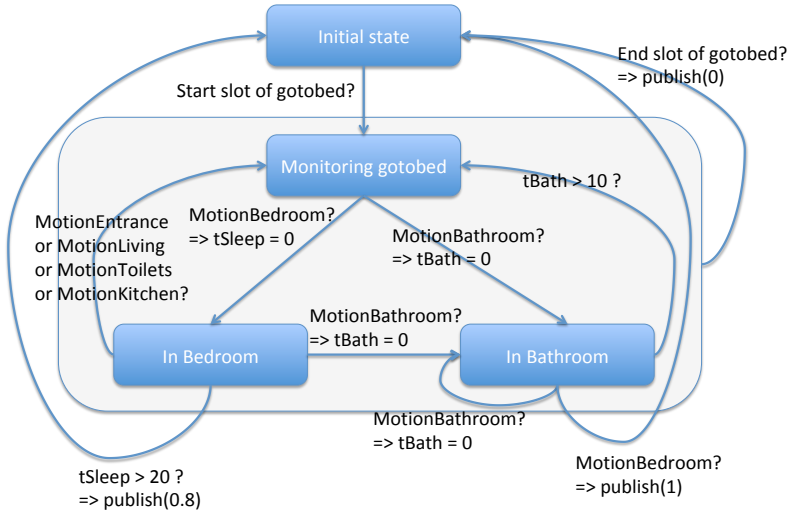 Initial state
End slot of gotobed?
=> publish(0)
Start slot of gotobed?
Monitoring gotobed
tBath > 10 ?
MotionEntrance
or MotionLiving
or MotionToilets
or MotionKitchen?
MotionBedroom?
=> tSleep = 0
MotionBathroom?
=> tBath = 0
MotionBathroom?
=> tBath = 0
In Bedroom
In Bathroom
MotionBathroom?
=> tBath = 0
tSleep > 20 ?
=> publish(0.8)
MotionBedroom?
=> publish(1)